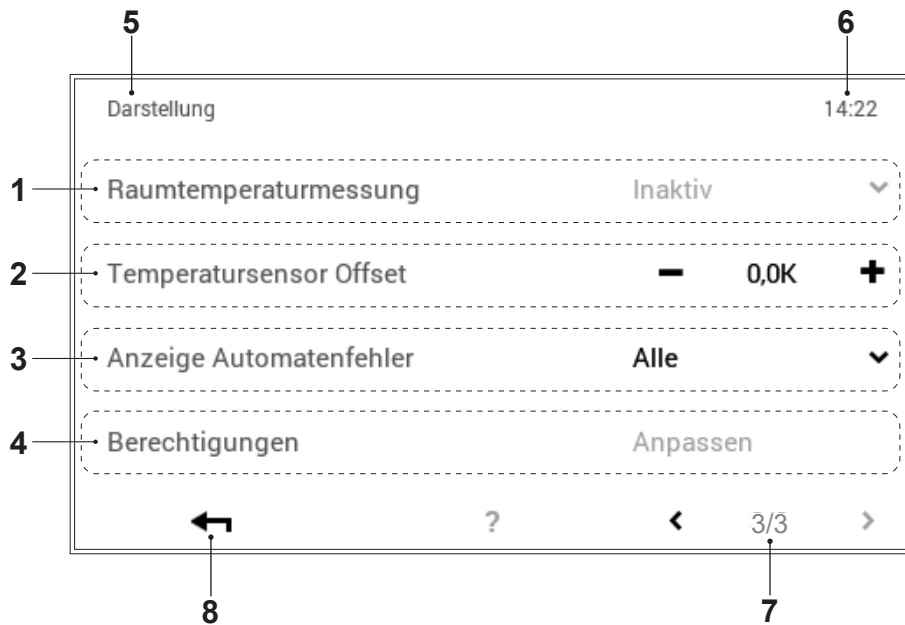 5 6
Darstellung 14:22
1 Raumtemperaturmessung Inaktiv
2 Temperatursensor Offset − 0,0K +
3 Anzeige Automatenfehler Alle
4 Berechtigungen Anpassen
? < 3/3 >
8 7